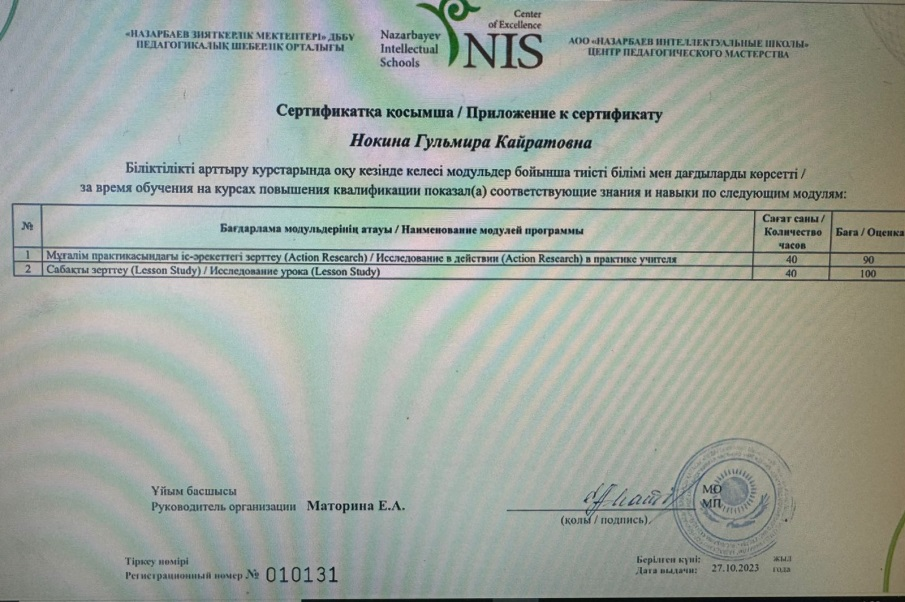 «НАЗАРБАЕВ ЗИЯТКЕРЛІК МЕКТЕПТЕРІ» ДББҰ
ПЕДАГОГИКАЛЫҚ ШЕБЕРЛІК ОРТАЛЫҒЫ
Nazarbayev
Intellectual
Schools
Center
of Excellence
NIS
АОО «НАЗАРБАЕВ ИНТЕЛЛЕКТУАЛЬНЫЕ ШКОЛЫ»
ЦЕНТР ПЕДАГОГИЧЕСКОГО МАСТЕРСТВА
Сертификатқа қосымша / Приложение к сертификату
Нокина Гульмира Кайратовна
Біліктілікті арттыру курстарында оқу кезінде келесі модульдер бойынша тиісті білімі мен дағдыларды көрсетті /
за время обучения на курсах повышения квалификации показал(а) соответствующие знания и навыки по следующим модулям:
№ Бағдарлама модульдерінің атауы / Наименование модулей программы Сағат саны / Количество часов Баға / Оценка
1 Мұғалім практикасындағы іс-әрекеттегі зерттеу (Action Research) / Исследование в действии (Action Research) в практике учителя 40 90
2 Сабақты зерттеу (Lesson Study) / Исследование урока (Lesson Study) 40 100
Ұйым басшысы
Руководитель организации Маторина Е.А.
(қолы / подпись)
МО
МП
Тіркеу нөмірі
Регистрационный номер № 010131
Берілген күні: жыл
Дата выдачи: 27.10.2023 года